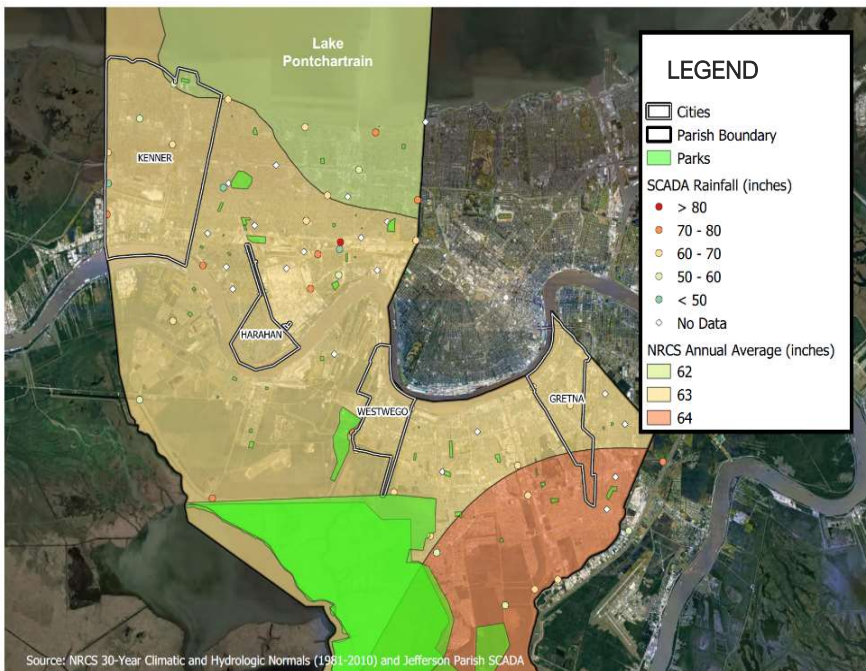 Lake
Pontchartrain
LEGEND
Cities
Parish Boundary
Parks
SCADA Rainfall (inches)
> 80
70 - 80
60 - 70
50 - 60
< 50
No Data
NRCS Annual Average (inches)
62
63
64
KENNER
HARAHAN
WESTWEGO
GRETNA
Source: NRCS 30-Year Climatic and Hydrologic Normals (1981-2010) and Jefferson Parish SCADA